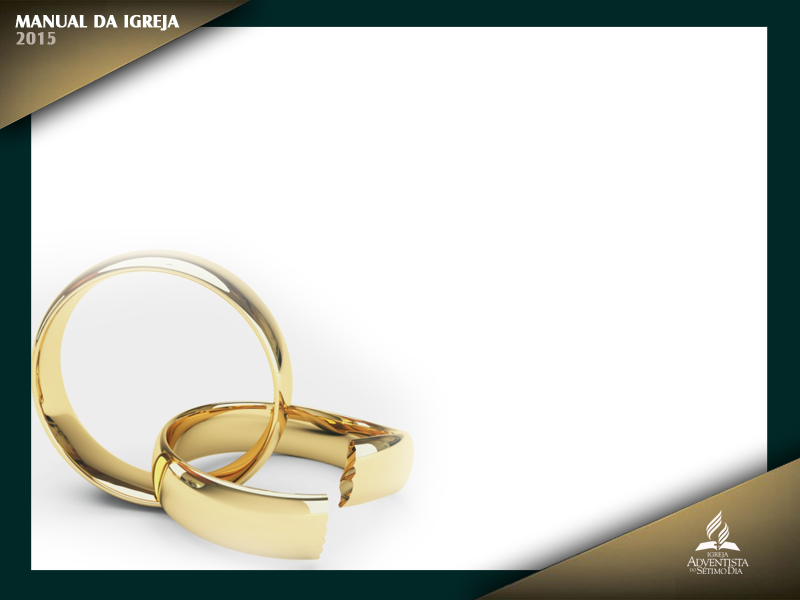 MANUAL DA IGREJA
2015
IGREJA
ADVENTISTA
DO SÉTIMO DIA